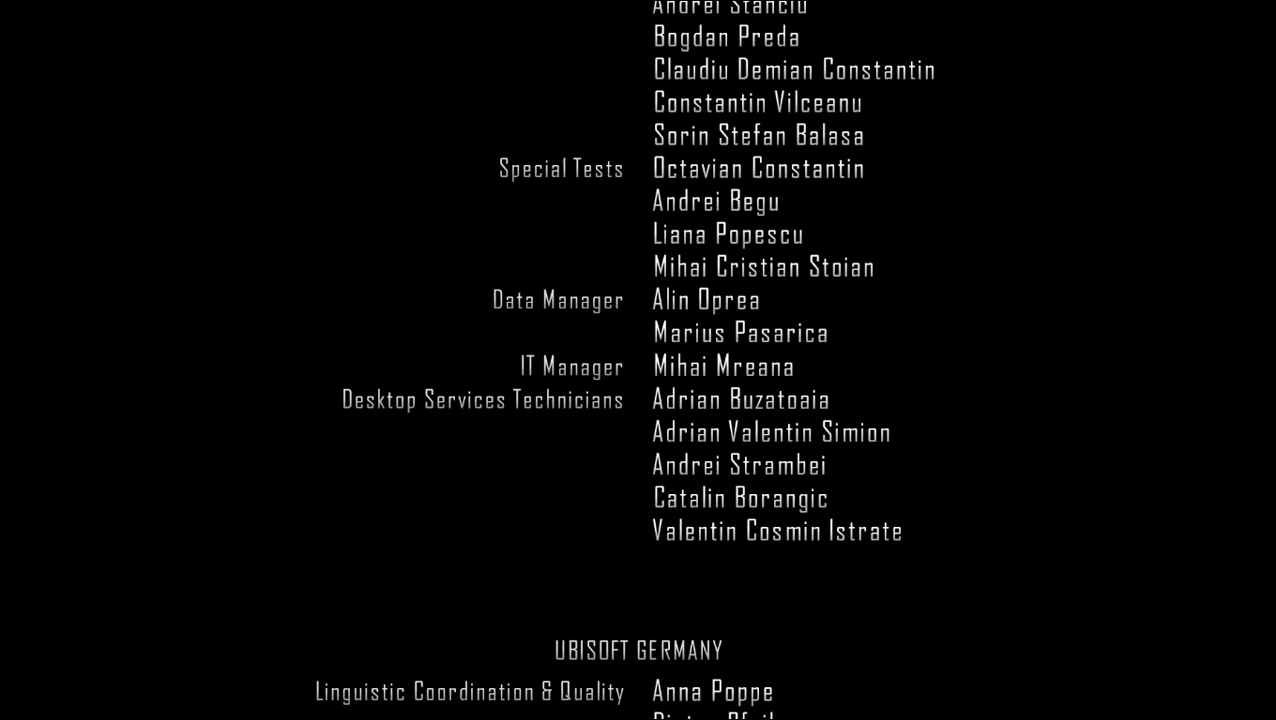 Andrei Stanciu
Bogdan Preda
Claudiu Demian Constantin
Constantin Vilceanu
Sorin Stefan Balasa
Special Tests Octavian Constantin
Andrei Begu
Liana Popescu
Mihai Cristian Stoian
Data Manager Alin Oprea
Marius Pasarica
IT Manager Mihai Mreana
Desktop Services Technicians Adrian Buzatoaia
Adrian Valentin Simion
Andrei Strambei
Catalin Borangic
Valentin Cosmin Istrate
UBISOFT GERMANY
Linguistic Coordination & Quality Anna Poppe